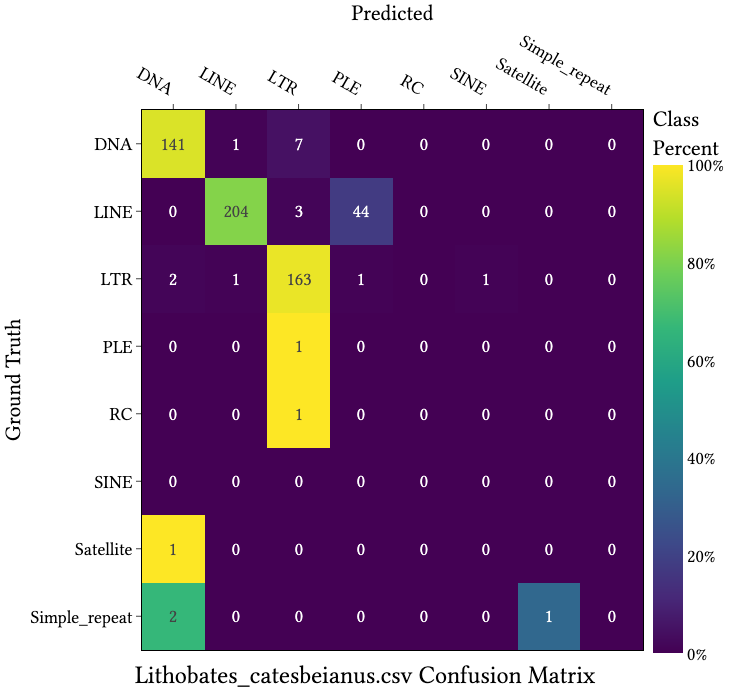 Predicted
DNA LINE LTR PLE RC SINE Satellite Simple_repeat
Class
Percent
DNA 141 1 7 0 0 0 0 0
LINE 0 204 3 44 0 0 0 0
LTR 2 1 163 1 0 1 0 0
PLE 0 0 1 0 0 0 0 0
RC 0 0 1 0 0 0 0 0
SINE 0 0 0 0 0 0 0 0
Satellite 1 0 0 0 0 0 0 0
Simple_repeat 2 0 0 0 0 0 1 0
Ground Truth
100%
80%
60%
40%
20%
0%
Lithobates_catesbeianus.csv Confusion Matrix